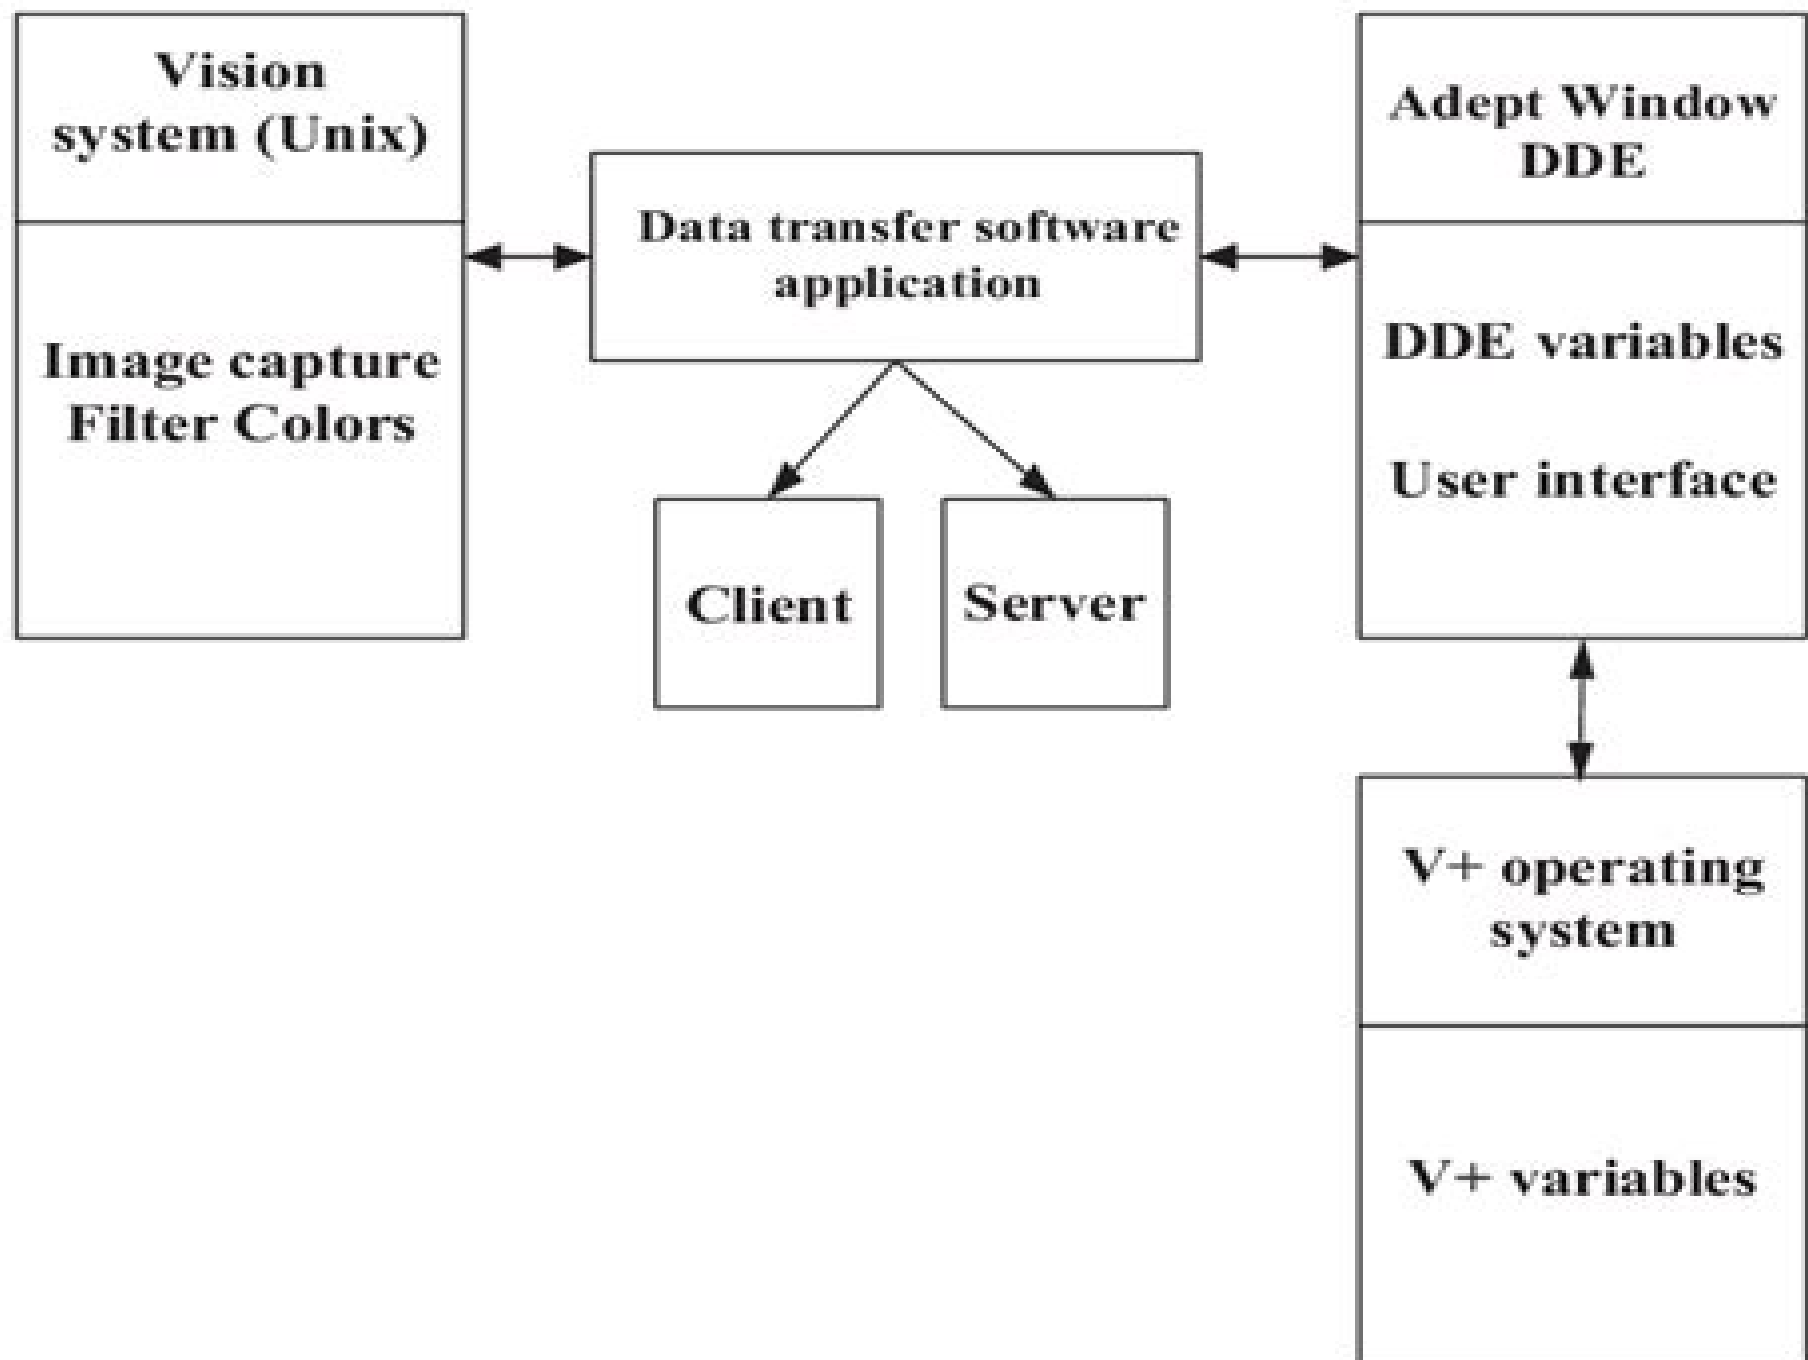 Vision
system (Unix)
Image capture
Filter Colors
Data transfer software
application
Client
Server
Adept Window
DDE
DDE variables
User interface
V+ operating
system
V+ variables